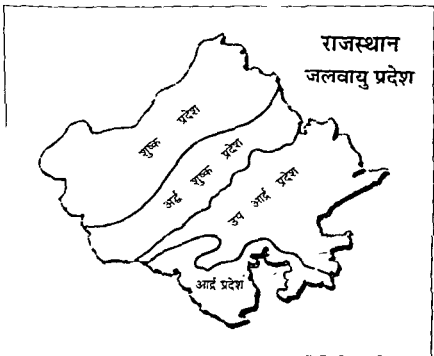 राजस्थान
जलवायु प्रदेश
शुष्क प्रदेश
अर्द्ध शुष्क प्रदेश
उप आर्द्र प्रदेश
आर्द्र प्रदेश